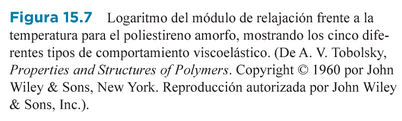 Figura 15.7 Logaritmo del módulo de relajación frente a la
temperatura para el poliestireno amorfo, mostrando los cinco dife-
rentes tipos de comportamiento viscoelástico. (De A. V. Tobolsky,
Properties and Structures of Polymers. Copyright © 1960 por John
Wiley & Sons, New York. Reproducción autorizada por John Wiley
& Sons, Inc.).